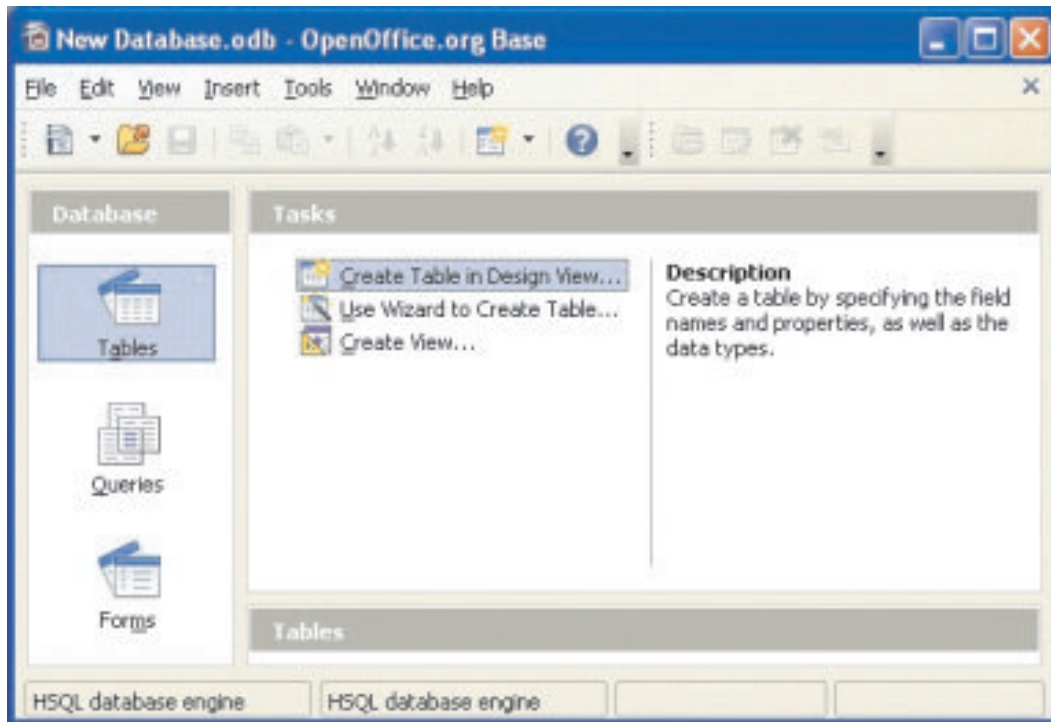 New Database.odb - OpenOffice.org Base
File Edit View Insert Tools Window Help
Database
Tables
Queries
Forms
Tasks
Create Table in Design View...
Use Wizard to Create Table...
Create View...
Description
Create a table by specifying the field
names and properties, as well as the
data types.
Tables
HSQL database engine HSQL database engine